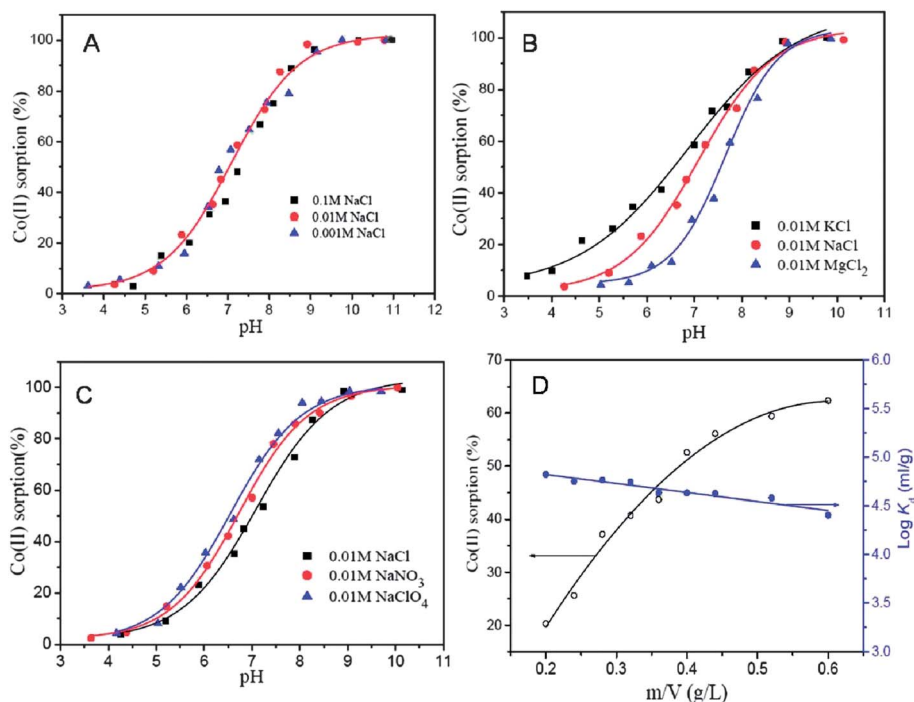 A
Co(II) sorption (%)
100
80
60
40
20
0
0.1M NaCl
0.01M NaCl
0.001M NaCl
3 4 5 6 7 8 9 10 11 12
pH
B
Co(II) sorption (%)
100
80
60
40
20
0
0.01M KCl
0.01M NaCl
0.01M MgCl₂
3 4 5 6 7 8 9 10 11
pH
C
Co(II) sorption(%)
100
80
60
40
20
0
0.01M NaCl
0.01M NaNO₃
0.01M NaClO₄
3 4 5 6 7 8 9 10 11
pH
D
Co(II) sorption (%)
70
60
50
40
30
20
6.0
5.5
5.0
4.5
4.0
3.5
3.0
Log Kd (ml/g)
0.2 0.3 0.4 0.5 0.6
m/V (g/L)